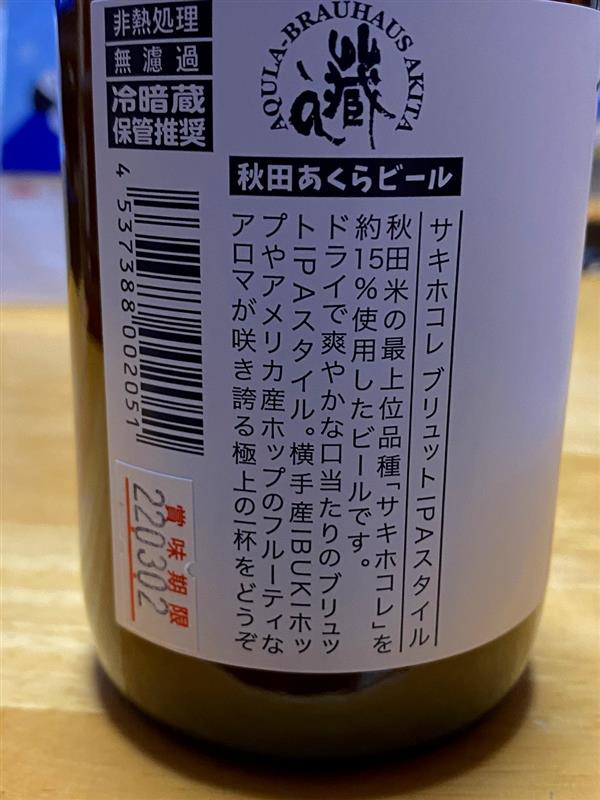 非熱処理
無濾過
冷暗蔵
保管推奨
AQULA-BRAUHAUS AKITA
藏
a
秋田あくらビール
サキホコレ ブリュットIPAスタイル
秋田米の最上位品種「サキホコレ」を
約15%使用したビールです。
ドライで爽やかな口当たりのブリュッ
トIPAスタイル。横手産IBUKIホッ
プやアメリカ産ホップのフルーティな
アロマが咲き誇る極上の一杯をどうぞ
4 537388 002051
賞味期限
220302